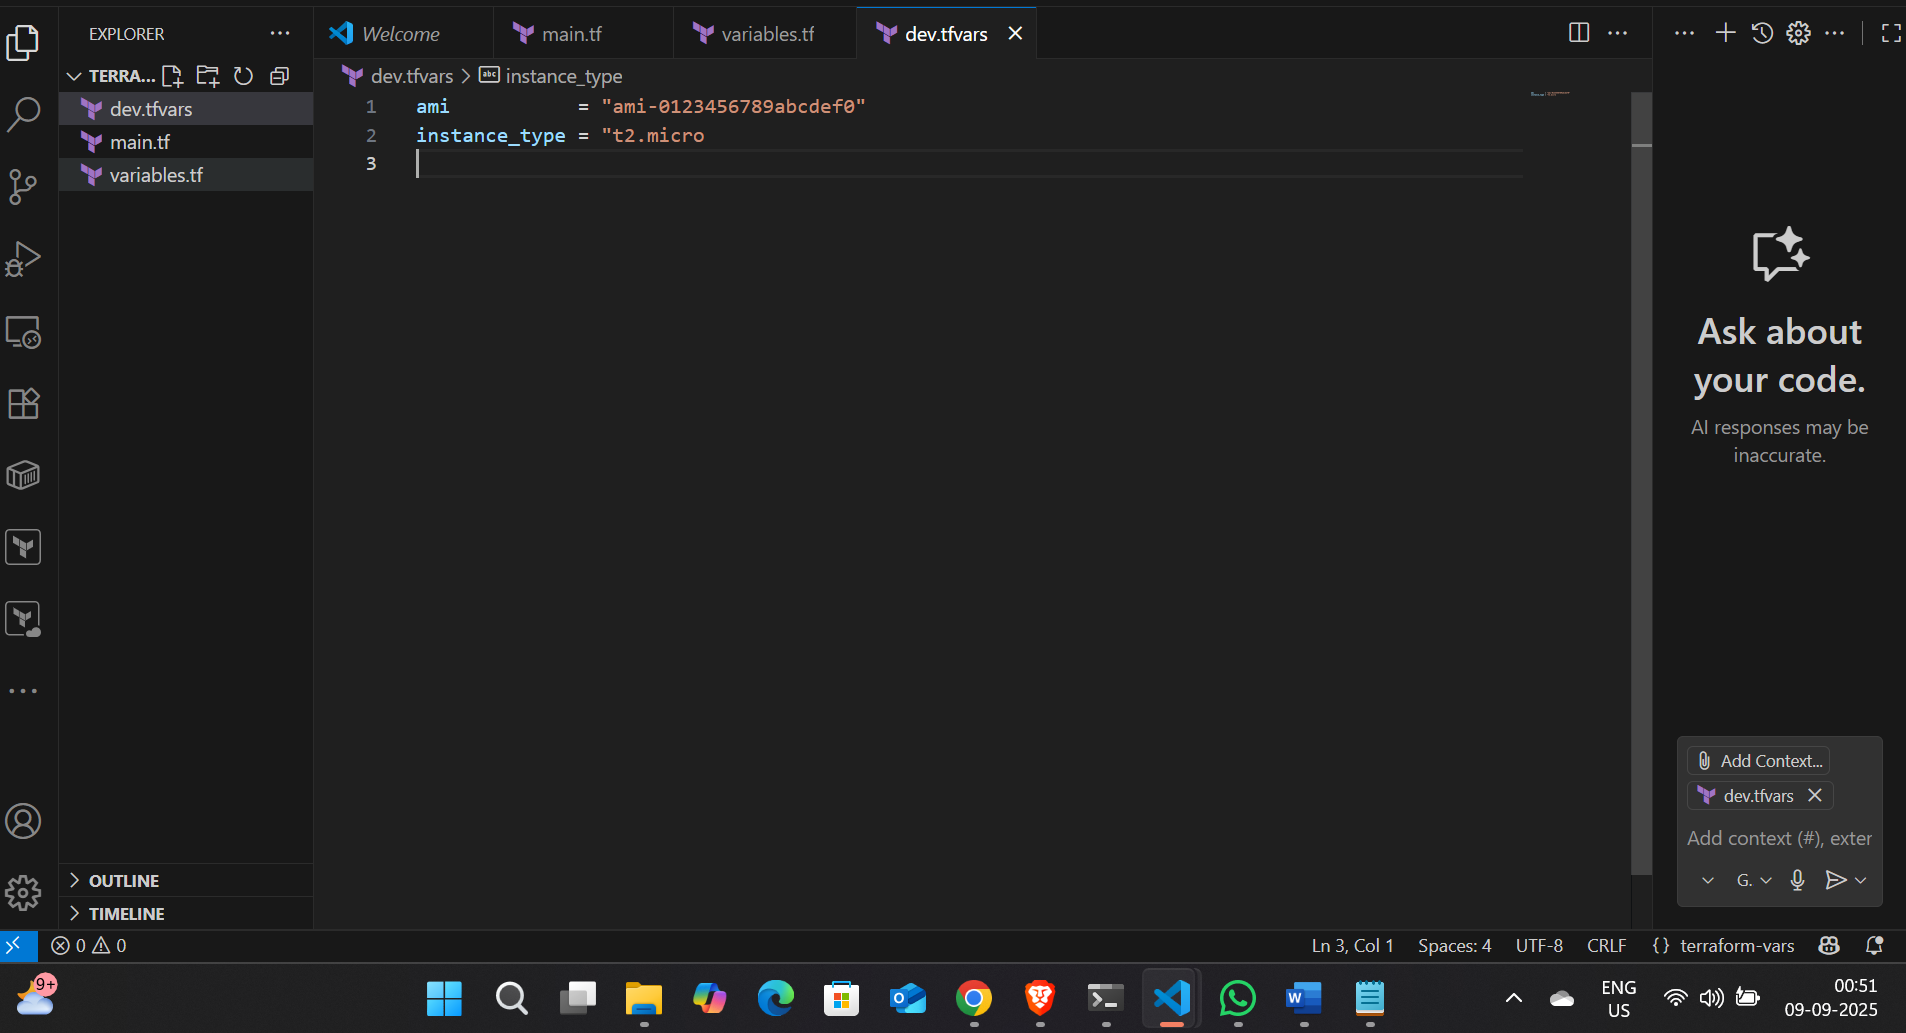 EXPLORER
TERRA...
dev.tfvars
main.tf
variables.tf
OUTLINE
TIMELINE
Welcome
main.tf
variables.tf
dev.tfvars
dev.tfvars > abc instance_type
1 ami = "ami-0123456789abcdef0"
2 instance_type = "t2.micro
3
Ask about
your code.
AI responses may be
inaccurate.
Add Context...
dev.tfvars
Add context (#), exter
G.
0 0
Ln 3, Col 1 Spaces: 4 UTF-8 CRLF {} terraform-vars
9+
ENG
US
00:51
09-09-2025